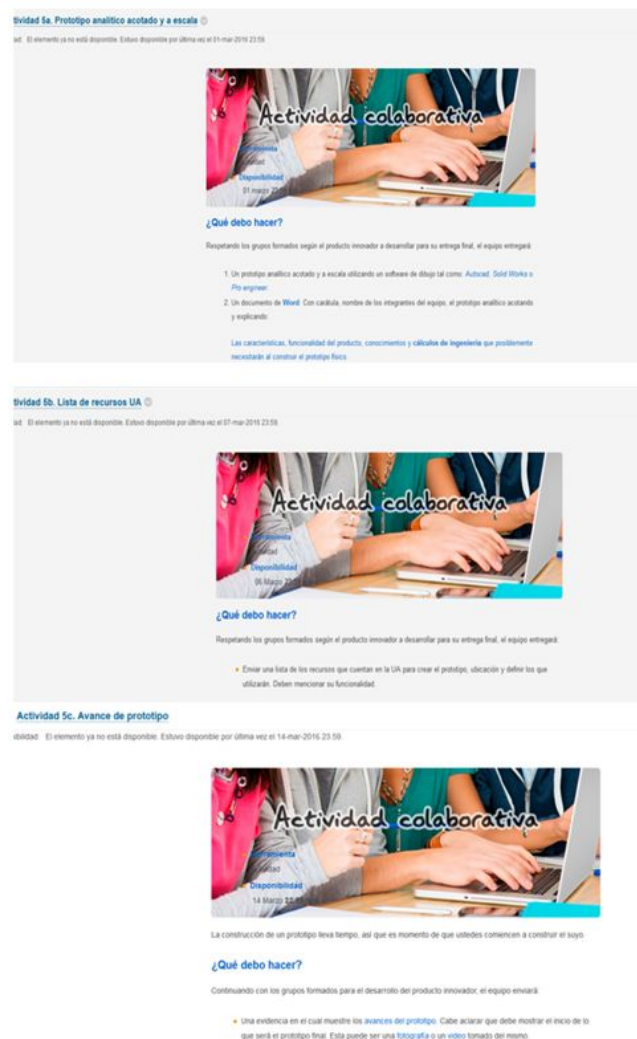 tividad 5a. Prototipo analítico acotado y a escala
ad: El elemento ya no está disponible. Estuvo disponible por última vez el 01-mar-2016 23:59
Actividad colaborativa
Disponibilidad
01 marzo
¿Qué debo hacer?
Respetando los grupos formados según el producto innovador a desarrollar para su entrega final, el equipo entregará:
1. Un prototipo analítico acotado y a escala utilizando un software de dibujo tal como: Autocad, Solid Works o
Pro engineer.
2. Un documento de Word: Con carátula, nombre de los integrantes del equipo, el prototipo analítico acotando
y explicando:
Las características, funcionalidad del producto, conocimientos y cálculos de ingeniería que posiblemente
necesitarán al construir el prototipo físico.
tividad 5b. Lista de recursos UA
ad: El elemento ya no está disponible. Estuvo disponible por última vez el 07-mar-2016 23:59
Actividad colaborativa
Disponibilidad
06 Marzo
¿Qué debo hacer?
Respetando los grupos formados según el producto innovador a desarrollar para su entrega final, el equipo entregará:
Enviar una lista de los recursos que cuentan en la UA para crear el prototipo, ubicación y definir los que
utilizarán. Deben mencionar su funcionalidad.
Actividad 5c. Avance de prototipo
bilidad: El elemento ya no está disponible. Estuvo disponible por última vez el 14-mar-2016 23:59.
Actividad colaborativa
Disponibilidad
14 Marzo
La construcción de un prototipo lleva tiempo, así que es momento de que ustedes comiencen a construir el suyo.
¿Qué debo hacer?
Continuando con los grupos formados para el desarrollo del producto innovador, el equipo enviará:
Una evidencia en el cual muestre los avances del prototipo. Cabe aclarar que debe mostrar el inicio de lo
que será el prototipo final. Esta puede ser una fotografía o un video tomado del mismo.